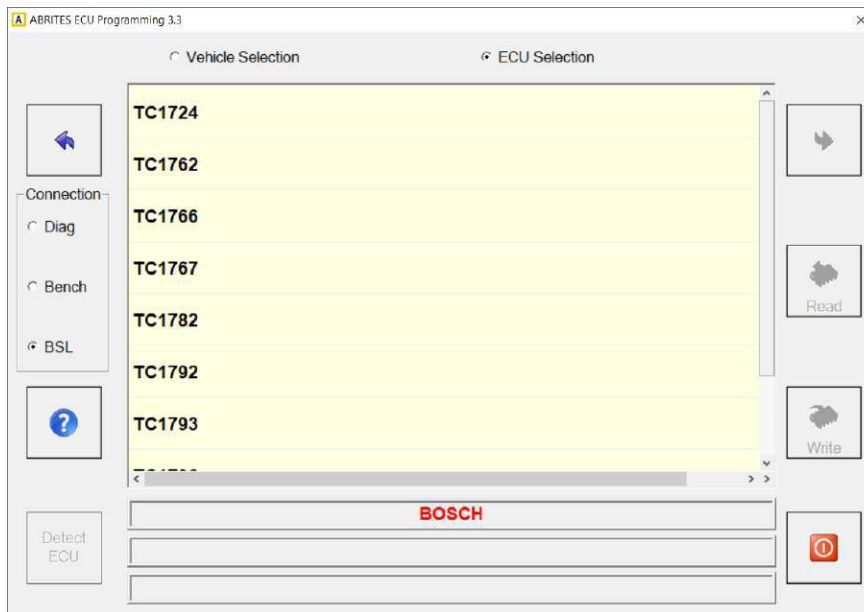 A ABRITES ECU Programming 3.3
Vehicle Selection
ECU Selection
TC1724
TC1762
TC1766
TC1767
TC1782
TC1792
TC1793
Connection
Diag
Bench
BSL
Read
Write
?
BOSCH
Detect
ECU